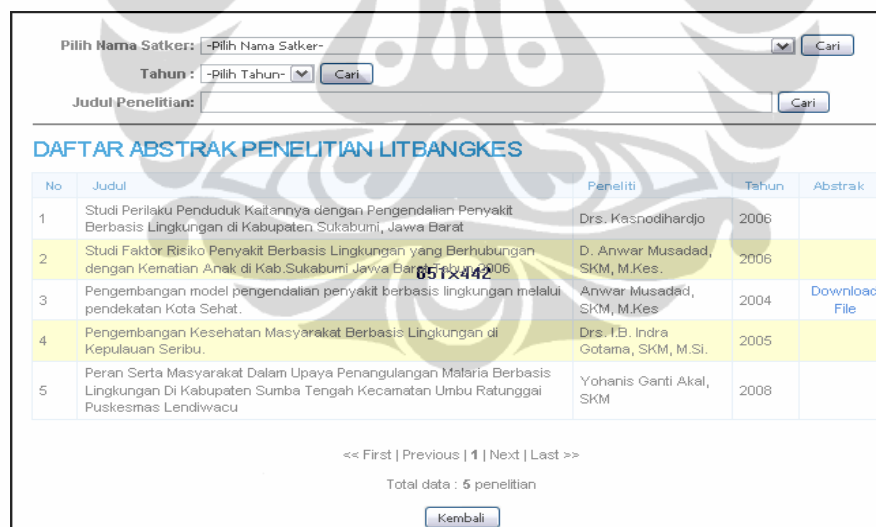 Pilih Nama Satker: -Pilih Nama Satker- Cari
Tahun : -Pilih Tahun- Cari
Judul Penelitian: Cari
DAFTAR ABSTRAK PENELITIAN LITBANGKES
No Judul Peneliti Tahun Abstrak
1 Studi Perilaku Penduduk Kaitannya dengan Pengendalian Penyakit Drs. Kasnodihardjo 2006
Berbasis Lingkungan di Kabupaten Sukabumi, Jawa Barat
2 Studi Faktor Risiko Penyakit Berbasis Lingkungan yang Berhubungan D. Anwar Musadad, 2006
dengan Kematian Anak di Kab.Sukabumi Jawa Barat Tahun 2006 SKM, M.Kes.
651x442
3 Pengembangan model pengendalian penyakit berbasis lingkungan melalui Anwar Musadad, 2004 Download
pendekatan Kota Sehat. SKM, M.Kes File
4 Pengembangan Kesehatan Masyarakat Berbasis Lingkungan di Drs. I.B. Indra 2005
Kepulauan Seribu. Gotama, SKM, M.Si.
5 Peran Serta Masyarakat Dalam Upaya Penangulangan Malaria Berbasis Yohanis Ganti Akal, 2008
Lingkungan Di Kabupaten Sumba Tengah Kecamatan Umbu Ratunggai SKM
Puskesmas Lendiwacu
<< First | Previous | 1 | Next | Last >>
Total data : 5 penelitian
Kembali